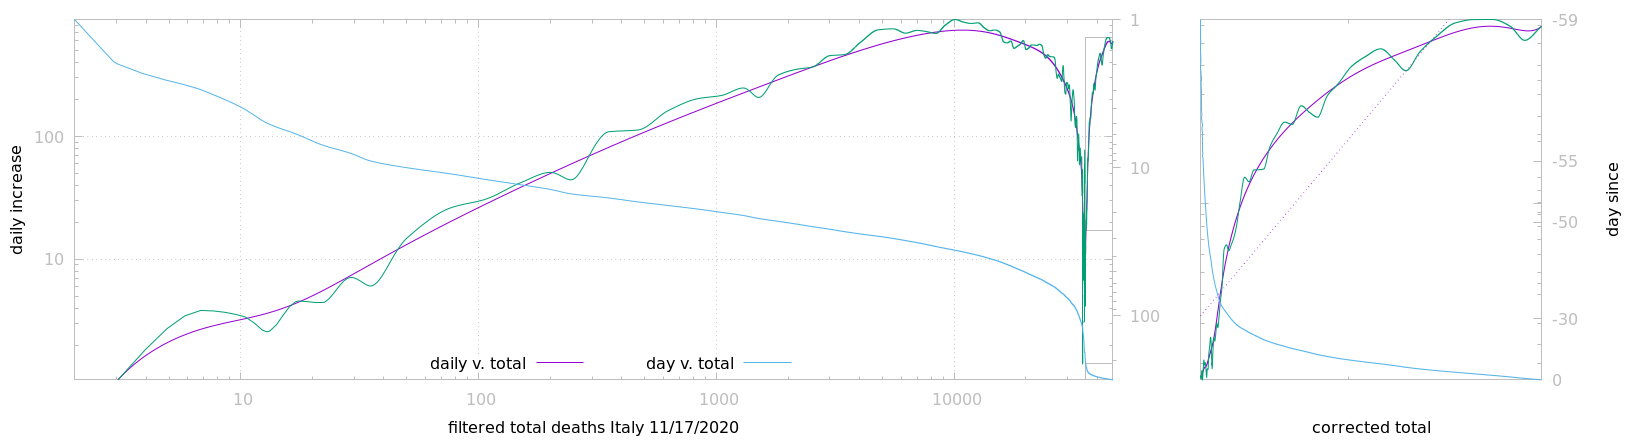 daily increase
100
10
daily v. total
day v. total
10
100
1000
10000
filtered total deaths Italy 11/17/2020
1
10
100
-59
-55
-50
-30
0
day since
corrected total